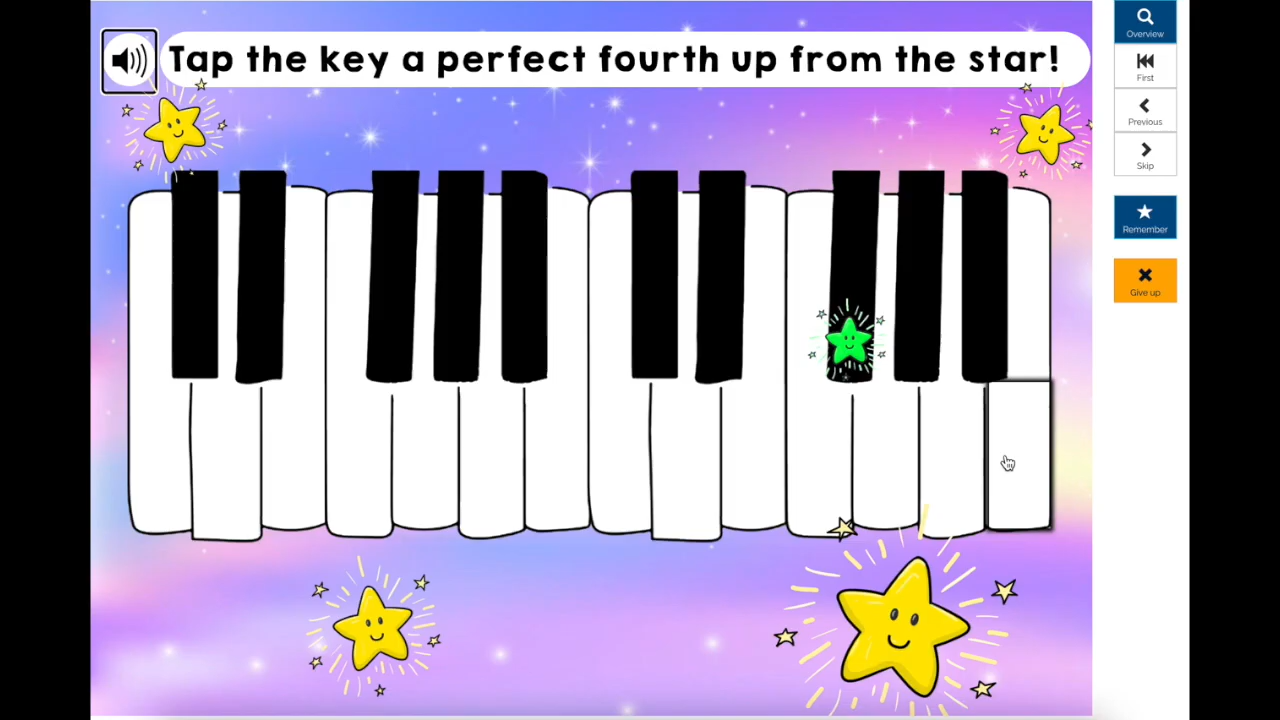 Tap the key a perfect fourth up from the star!
Overview
First
Previous
Skip
Remember
Give up